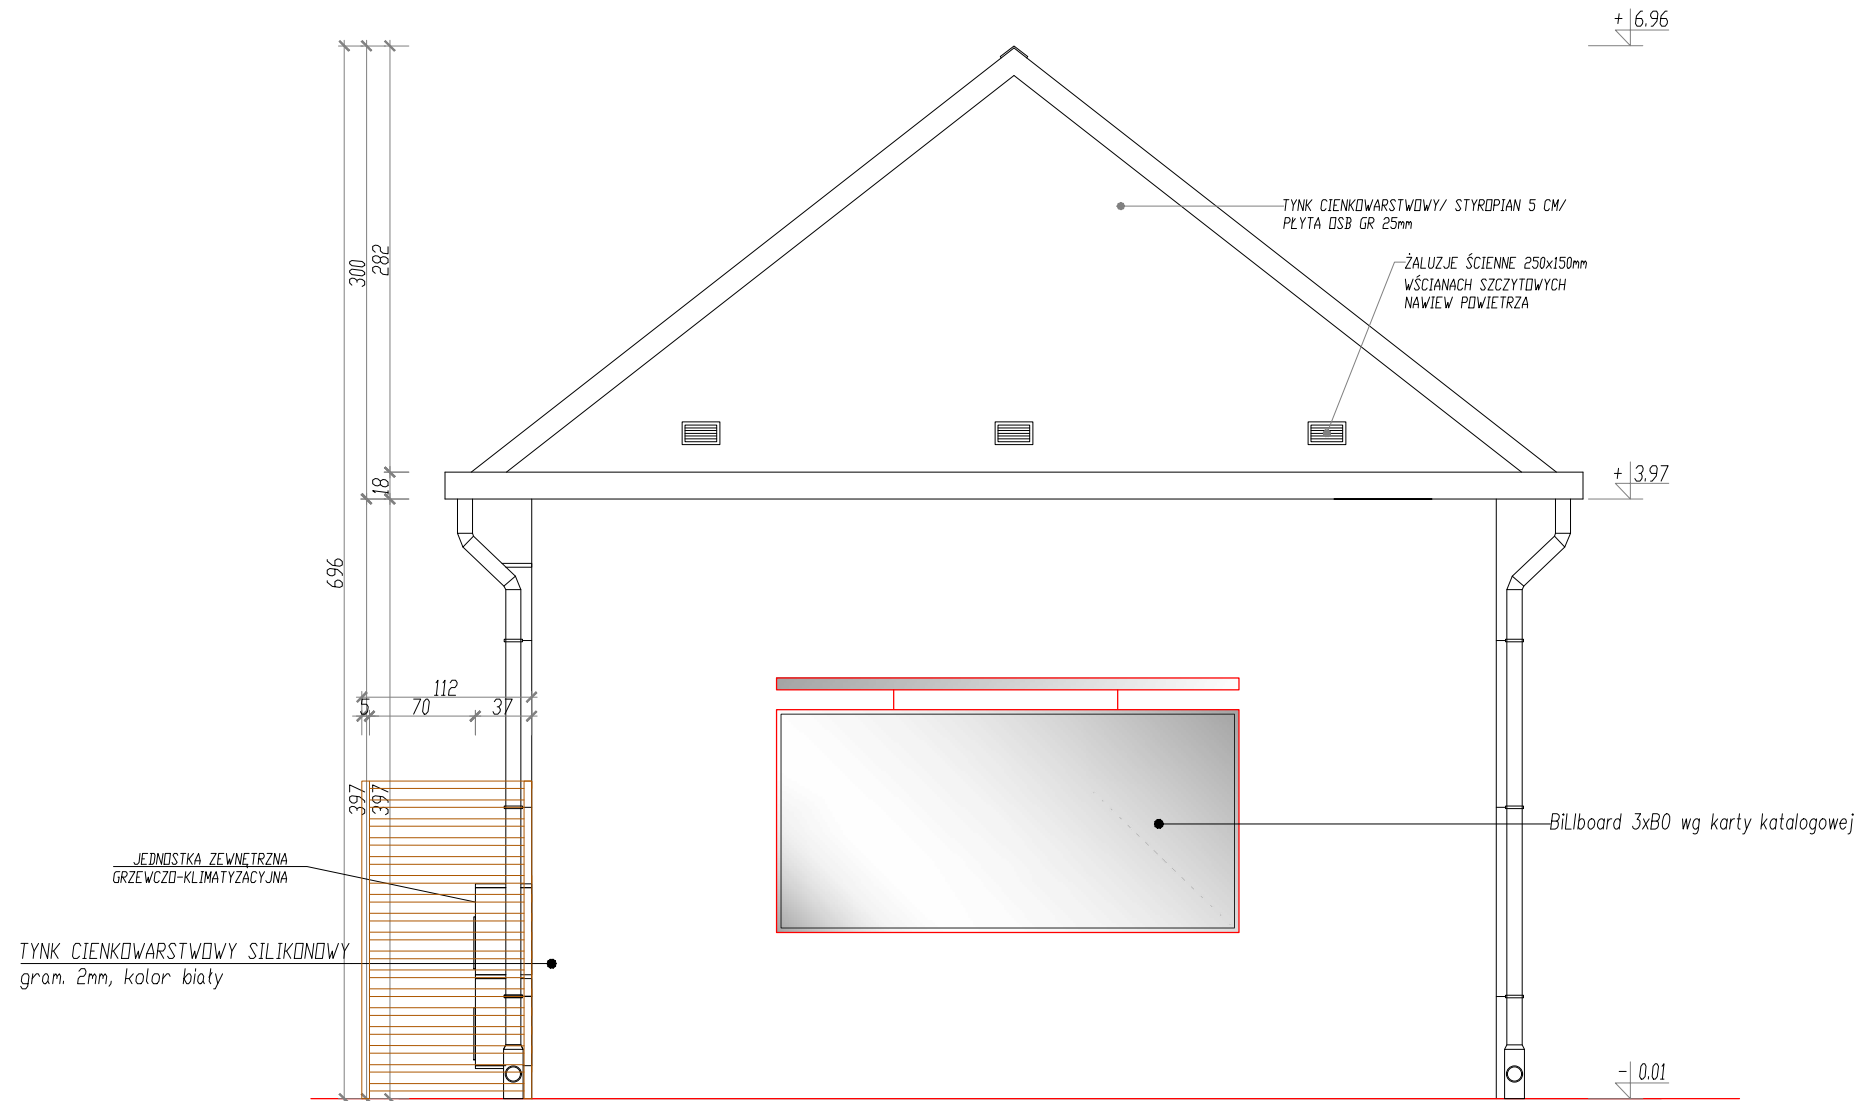 + 6.96
TYNK CIENKOWARSTWOWY/ STYROPIAN 5 CM/
PŁYTA OSB GR 25mm
300
282
ŻALUZJE ŚCIENNE 250x150mm
WŚCIANACH SZCZYTOWYCH
NAWIEW POWIETRZA
+ 3.97
18
696
112
5
70
37
397
397
BiLlboard 3xB0 wg karty katalogowej
JEDNOSTKA ZEWNĘTRZNA
GRZEWCZO-KLIMATYZACYJNA
TYNK CIENKOWARSTWOWY SILIKONOWY
gram. 2mm, kolor biały
- 0.01